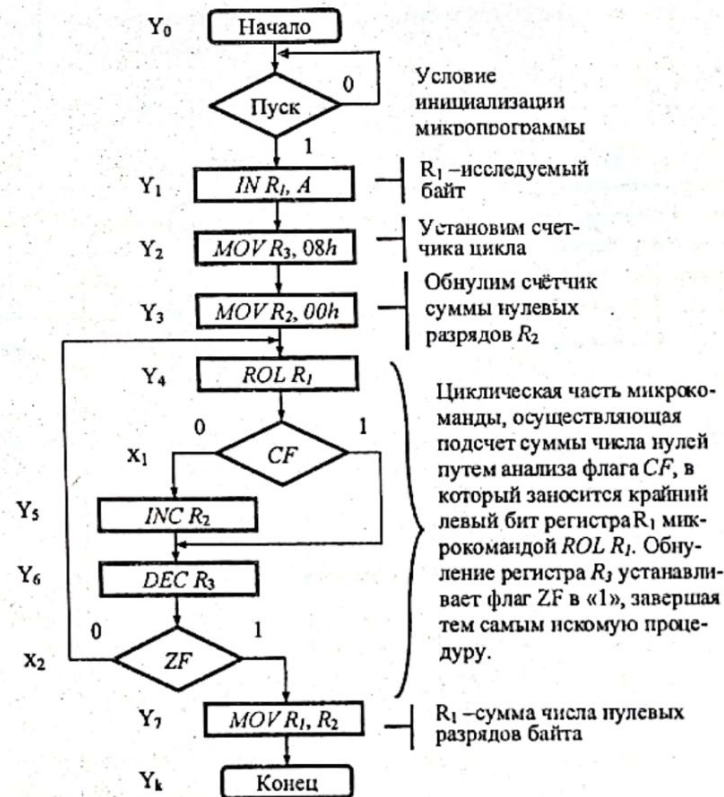 Y₀ Начало
0
Пуск
Условие
инициализации
микропрограммы
1
Y₁ IN R₁, A
R₁ –исследуемый
байт
Y₂ MOV R₃, 08h
Установим счет-
чика цикла
Y₃ MOV R₂, 00h
Обнулим счётчик
суммы нулевых
разрядов R₂
Y₄ ROL R₁
0 1
x₁ CF
Y₅ INC R₂
Y₆ DEC R₃
0 1
x₂ ZF
Циклическая часть микроко-
манды, осуществляющая
подсчет суммы числа нулей
путем анализа флага CF, в
который заносится крайний
левый бит регистра R₁ мик-
рокомандой ROL R₁. Обну-
ление регистра R₃ устанавли-
вает флаг ZF в «1», завершая
тем самым искомую проце-
дуру.
Y₇ MOV R₁, R₂
R₁ –сумма числа нулевых
разрядов байта
Yₖ Конец